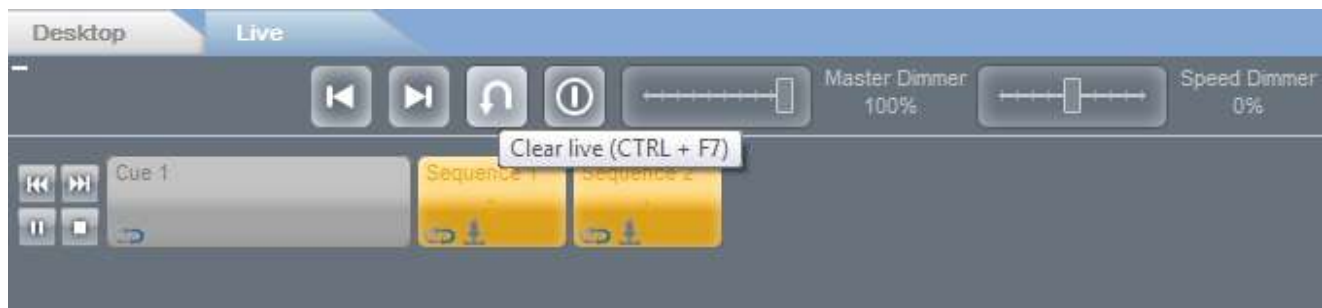 Desktop
Live
Master Dimmer
100%
Speed Dimmer
0%
Clear live (CTRL + F7)
Cue 1
Sequence 1
Sequence 2